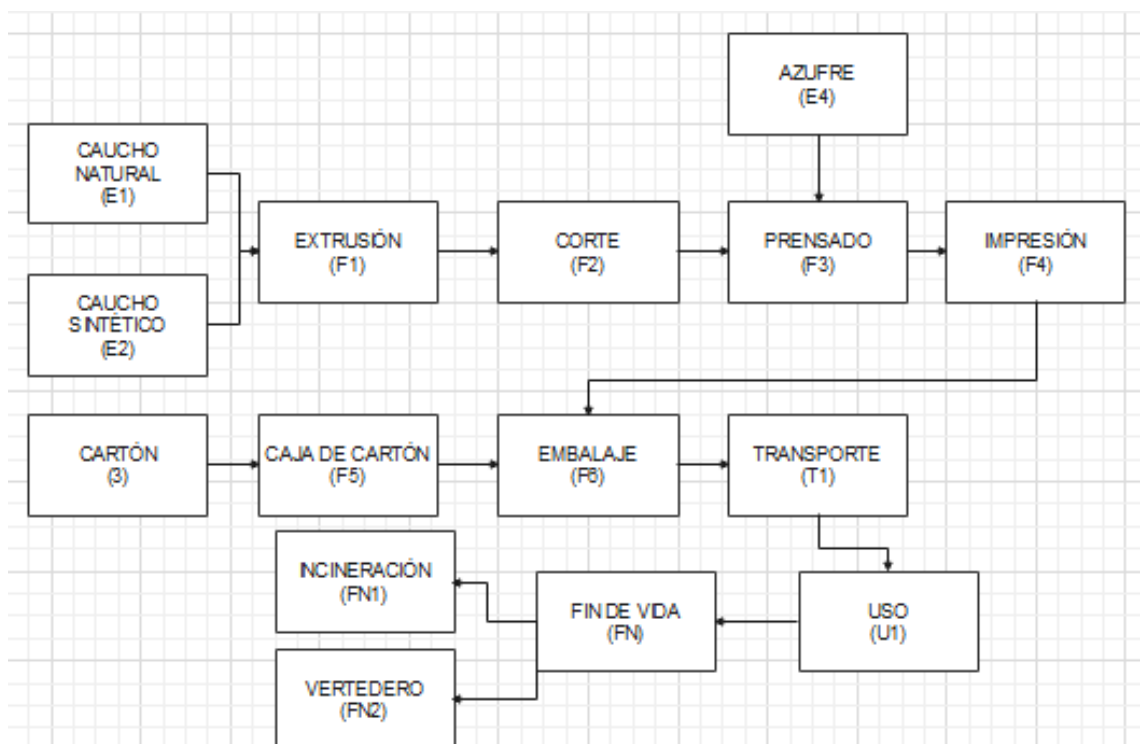 AZUFRE
(E4)
CAUCHO
NATURAL
(E1)
EXTRUSIÓN
(F1)
CORTE
(F2)
PRENSADO
(F3)
IMPRESIÓN
(F4)
CAUCHO
SINTÉTICO
(E2)
CARTÓN
(3)
CAJA DE CARTÓN
(F5)
EMBALAJE
(F6)
TRANSPORTE
(T1)
INCINERACIÓN
(FN1)
FIN DE VIDA
(FN)
USO
(U1)
VERTEDERO
(FN2)